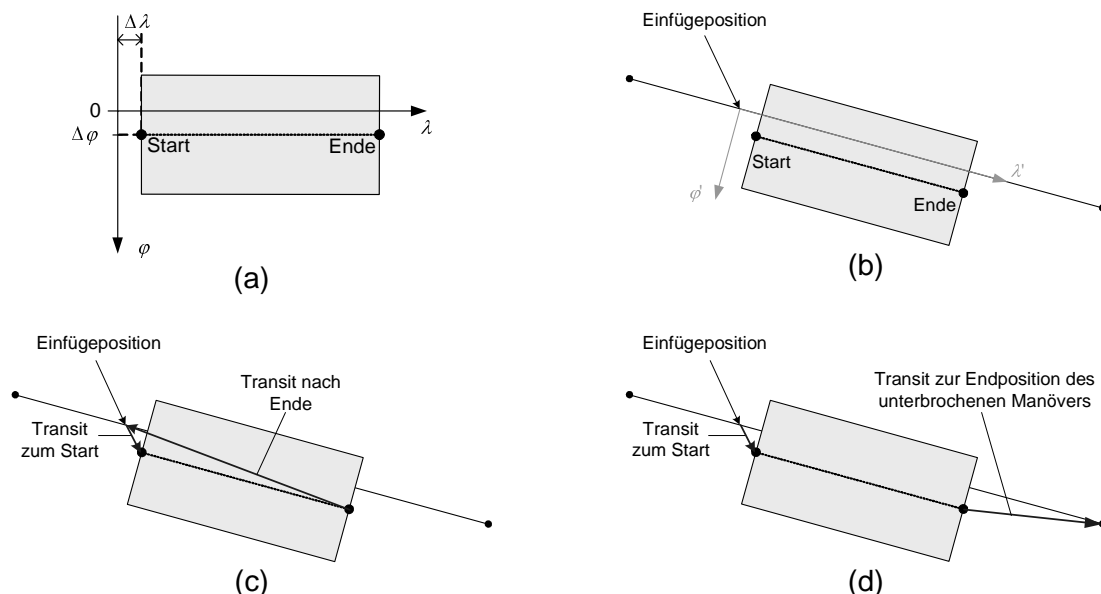 Δλ
0
λ
Δφ
Start
Ende
φ
(a)
Einfügeposition
Start
λ'
φ'
Ende
(b)
Einfügeposition
Transit nach
Ende
Transit
zum Start
(c)
Einfügeposition
Transit zur Endposition des
unterbrochenen Manövers
Transit
zum Start
(d)